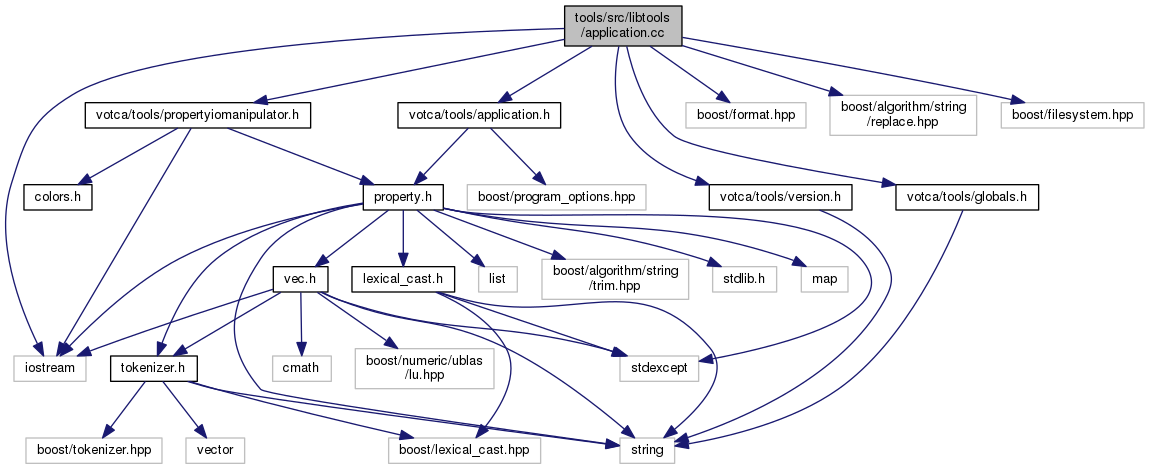 tools/src/libtools
/application.cc
votca/tools/propertyiomanipulator.h
votca/tools/application.h
boost/format.hpp
boost/algorithm/string
/replace.hpp
boost/filesystem.hpp
colors.h
property.h
boost/program_options.hpp
votca/tools/version.h
votca/tools/globals.h
vec.h
lexical_cast.h
list
boost/algorithm/string
/trim.hpp
stdlib.h
map
iostream
tokenizer.h
cmath
boost/numeric/ublas
/lu.hpp
stdexcept
boost/tokenizer.hpp
vector
boost/lexical_cast.hpp
string